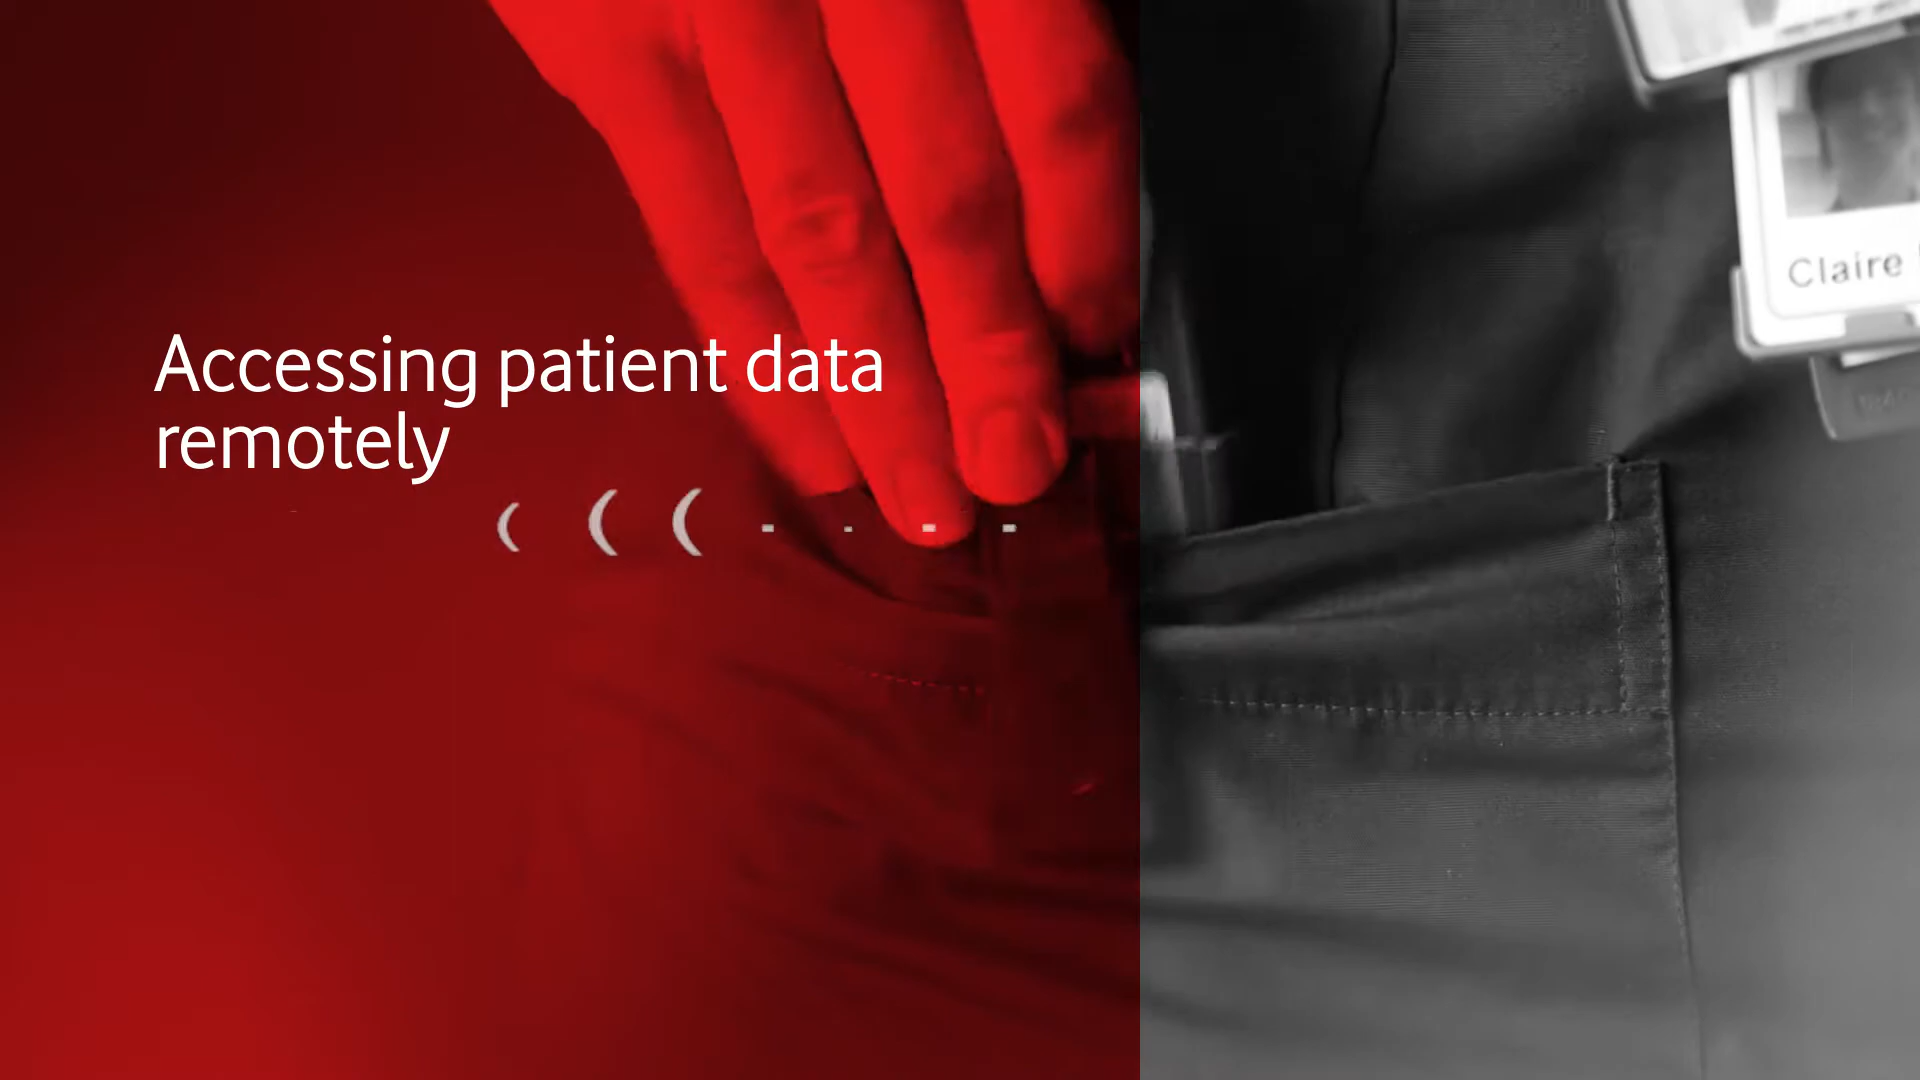 Accessing patient data
remotely
Claire